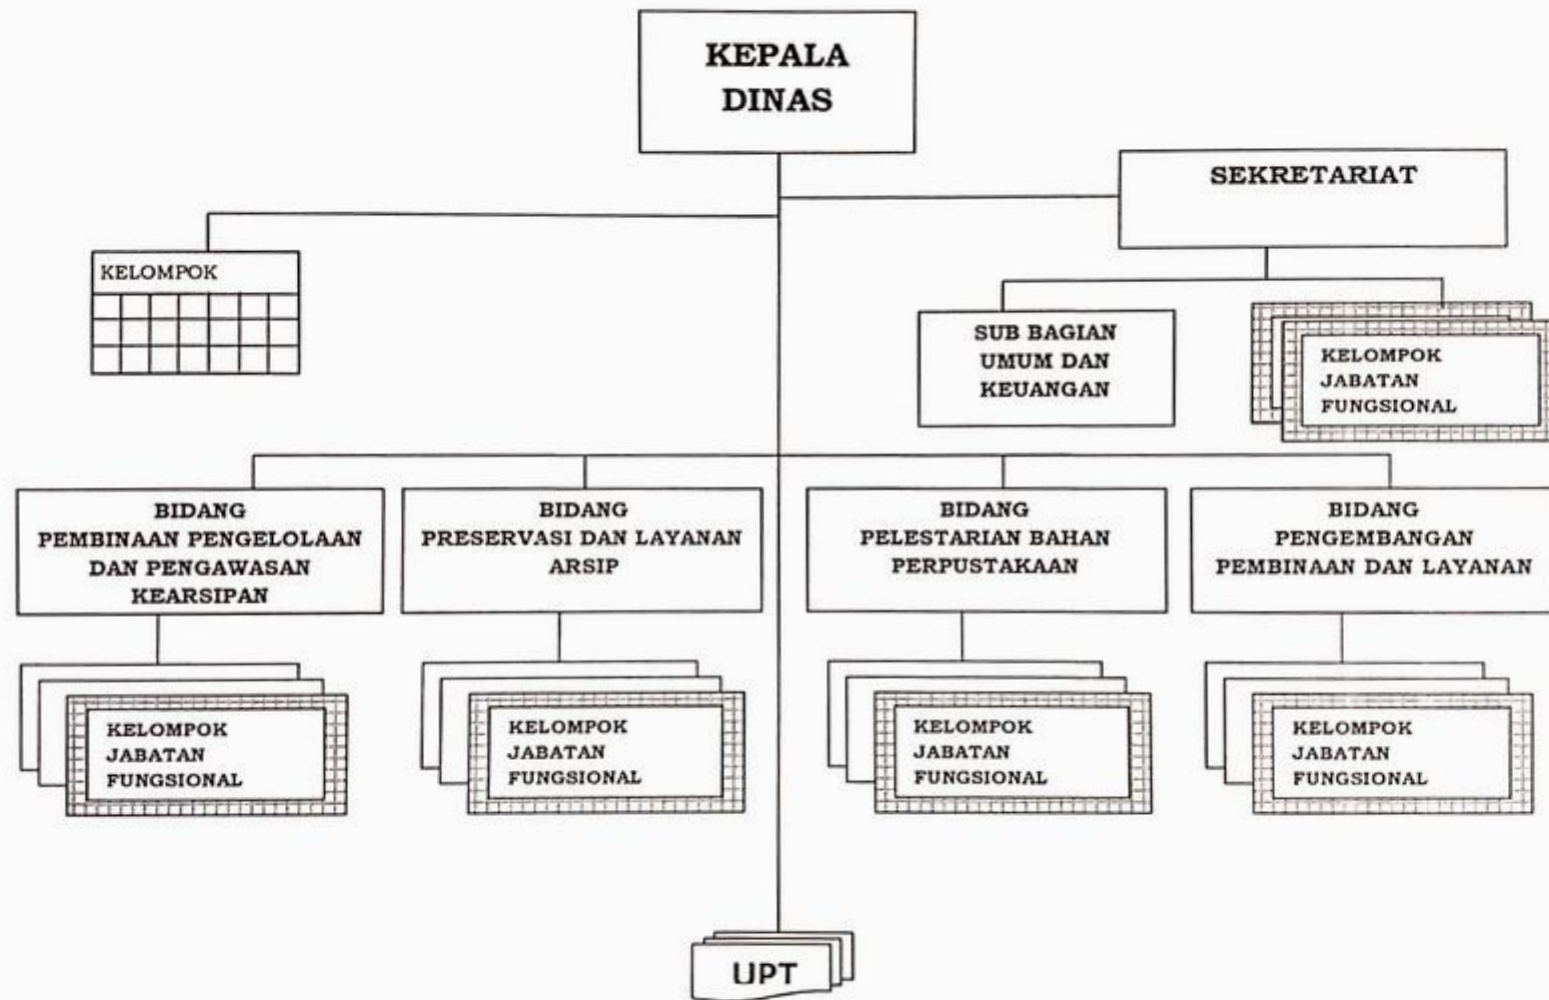 KEPALA
DINAS
SEKRETARIAT
KELOMPOK
SUB BAGIAN
UMUM DAN
KEUANGAN
KELOMPOK
JABATAN
FUNGSIONAL
BIDANG
PEMBINAAN PENGELOLAAN
DAN PENGAWASAN
KEARSIPAN
BIDANG
PRESERVASI DAN LAYANAN
ARSIP
BIDANG
PELESTARIAN BAHAN
PERPUSTAKAAN
BIDANG
PENGEMBANGAN
PEMBINAAN DAN LAYANAN
KELOMPOK
JABATAN
FUNGSIONAL
KELOMPOK
JABATAN
FUNGSIONAL
KELOMPOK
JABATAN
FUNGSIONAL
KELOMPOK
JABATAN
FUNGSIONAL
UPT